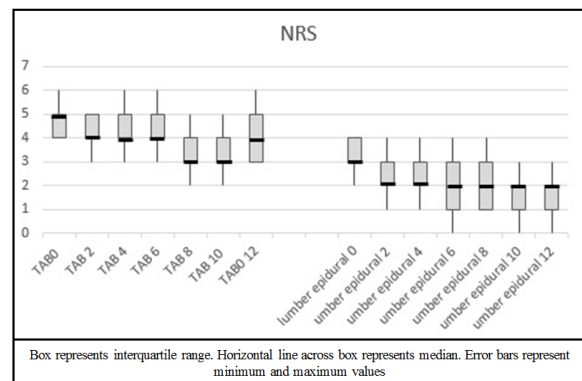 NRS
7
6
5
4
3
2
1
0
TAB0
TAB 2
TAB 4
TAB 6
TAB 8
TAB 10
TAB0 12
lumber epidural 0
umber epidural 2
umber epidural 4
umber epidural 6
umber epidural 8
umber epidural 10
umber epidural 12
Box represents interquartile range. Horizontal line across box represents median. Error bars represent
minimum and maximum values